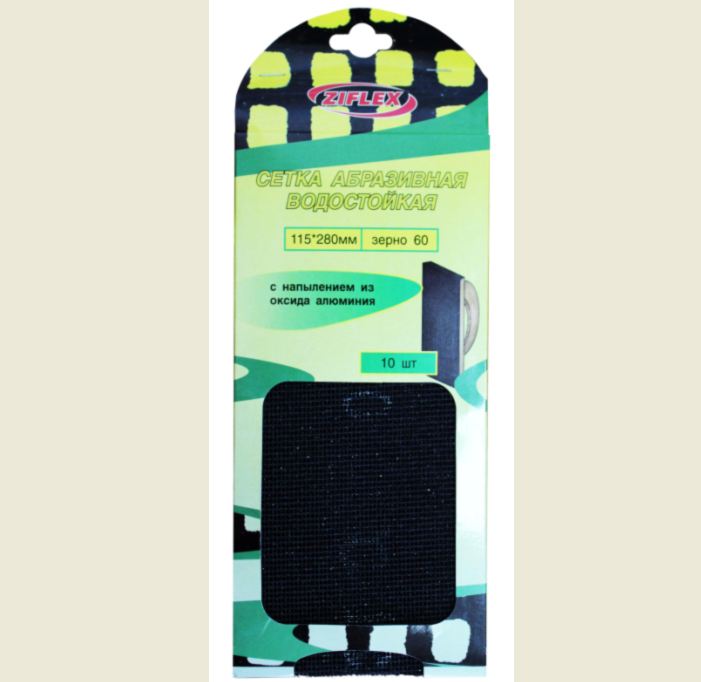 ZIFLEX
СЕТКА АБРАЗИВНАЯ
ВОДОСТОЙКАЯ
115*280мм зерно 60
с напылением из
оксида алюминия
10 шт